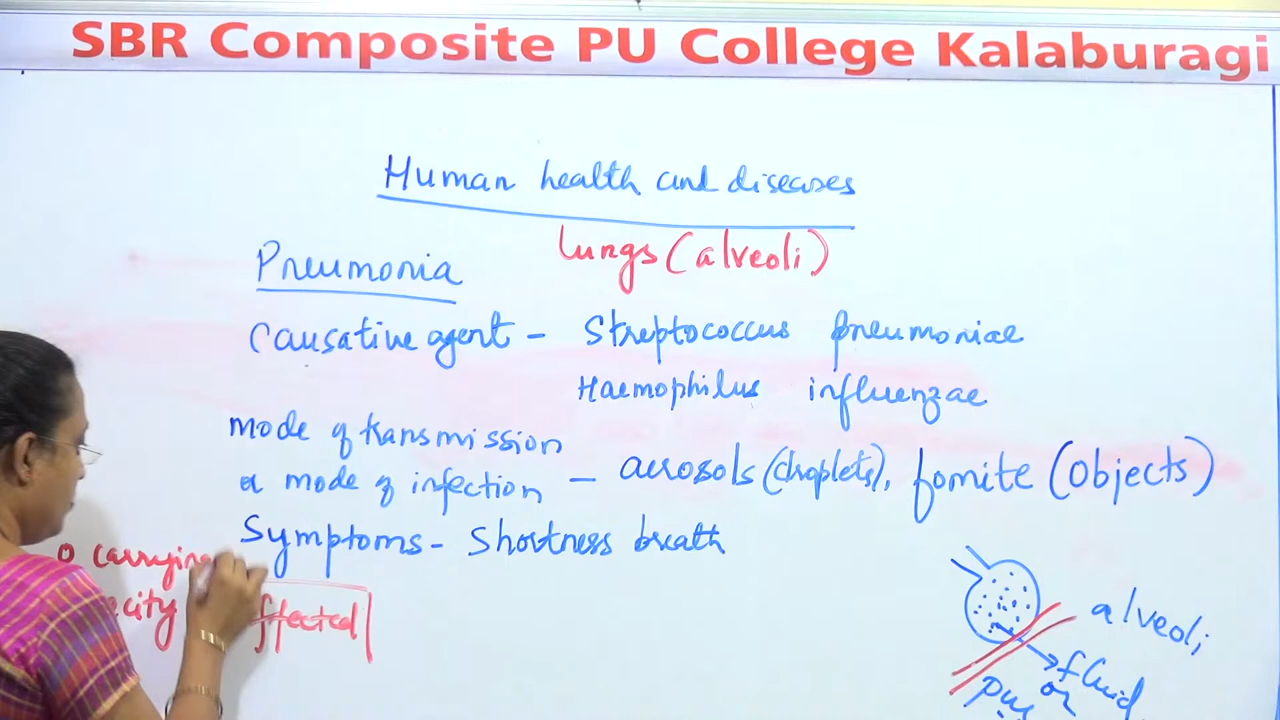 SBR Composite PU College Kalaburagi
Human health and diseases
Pneumonia lungs (alveoli)
Causative agent - Streptococcus pneumoniae
Haemophilus influenzae
mode of transmission
or mode of infection - aerosols (droplets), fomite (objects)
Symptoms - Shortness breath
carrying
affected
alveoli
fluid
or
pus